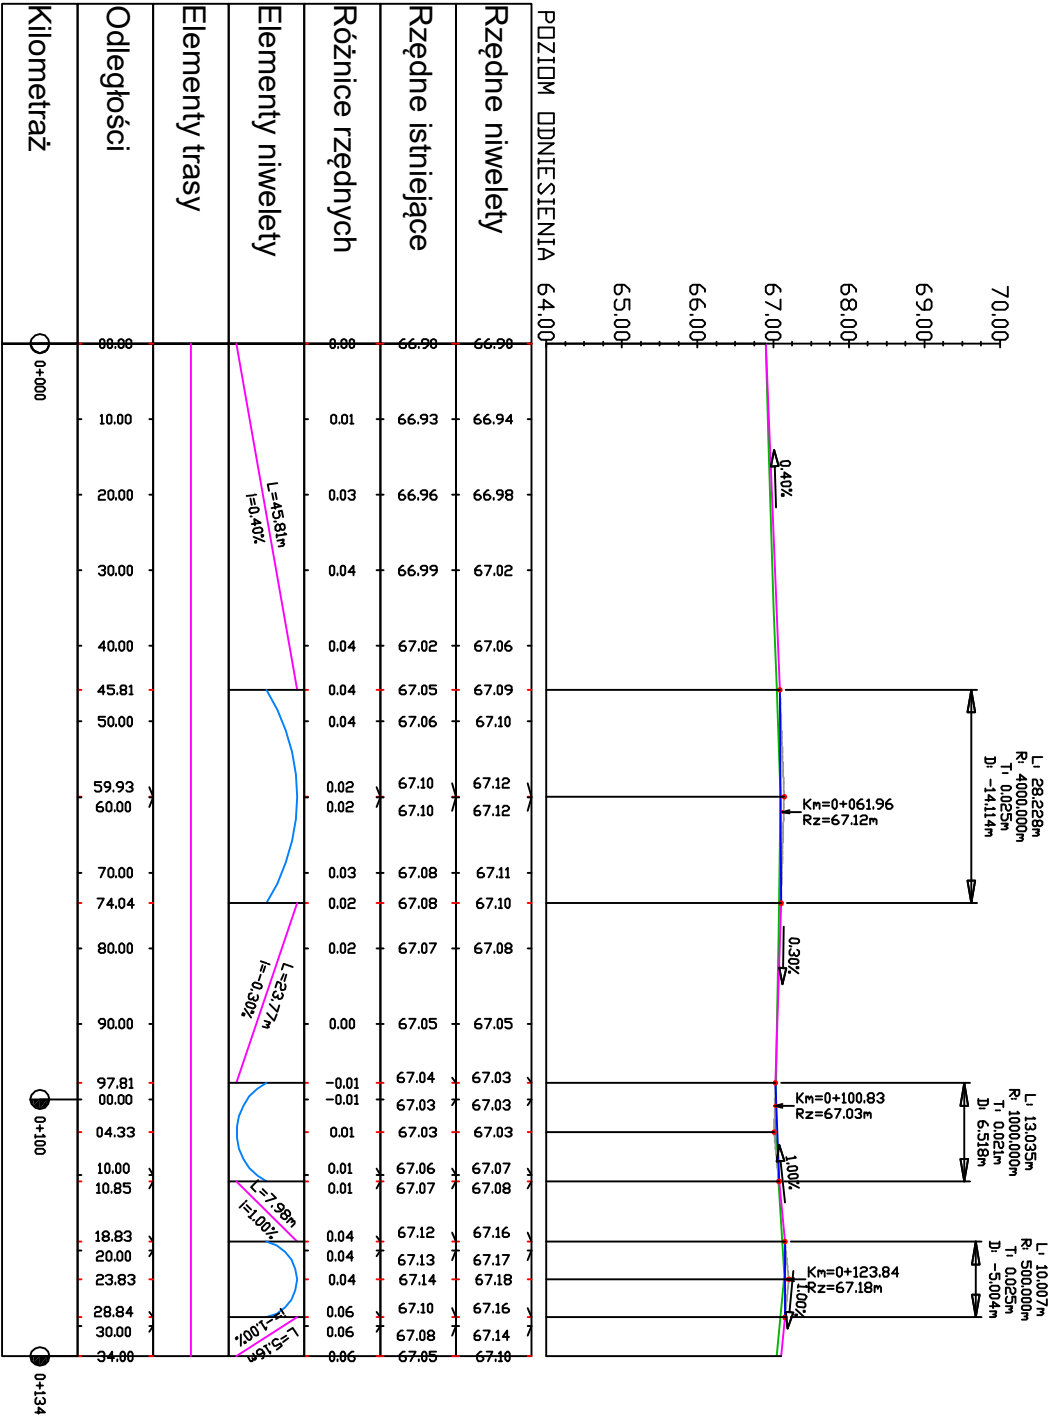 70.00
69.00
68.00
67.00
66.00
65.00
POZIOM ODNIESIENIA 64.00
0.40%
L: 28.228m
R: 4000.000m
T: 0.025m
D: -14.114m
Km=0+061.96
Rz=67.12m
0.30%
L: 13.035m
R: 1000.000m
T: 0.021m
D: 6.518m
Km=0+100.83
Rz=67.03m
1.00%
L: 10.007m
R: 500.000m
T: 0.025m
D: -5.004m
Km=0+123.84
Rz=67.18m
1.00%
Rzędne niwelety 66.90 66.94 66.98 67.02 67.06 67.09 67.10 67.12 67.12 67.11 67.10 67.08 67.05 67.03 67.03 67.03 67.07 67.08 67.16 67.17 67.18 67.16 67.14 67.10
Rzędne istniejące 66.90 66.93 66.96 66.99 67.02 67.05 67.06 67.10 67.10 67.08 67.08 67.07 67.05 67.04 67.03 67.03 67.06 67.07 67.12 67.13 67.14 67.10 67.08 67.05
Różnice rzędnych 0.00 0.01 0.03 0.04 0.04 0.04 0.04 0.02 0.02 0.03 0.02 0.02 0.00 -0.01 -0.01 0.01 0.01 0.01 0.04 0.04 0.04 0.06 0.06 0.06
Elementy niwelety
L=45.81m
I=0.40%
L=23.77m
I=-0.30%
L=7.98m
I=1.00%
L=5.16m
I=-1.00%
Elementy trasy
Odległości 00.00 10.00 20.00 30.00 40.00 45.81 50.00 59.93 60.00 70.00 74.04 80.00 90.00 97.81 00.00 04.33 10.00 10.85 18.83 20.00 23.83 28.84 30.00 34.00
Kilometraż 0+000 0+100 0+134